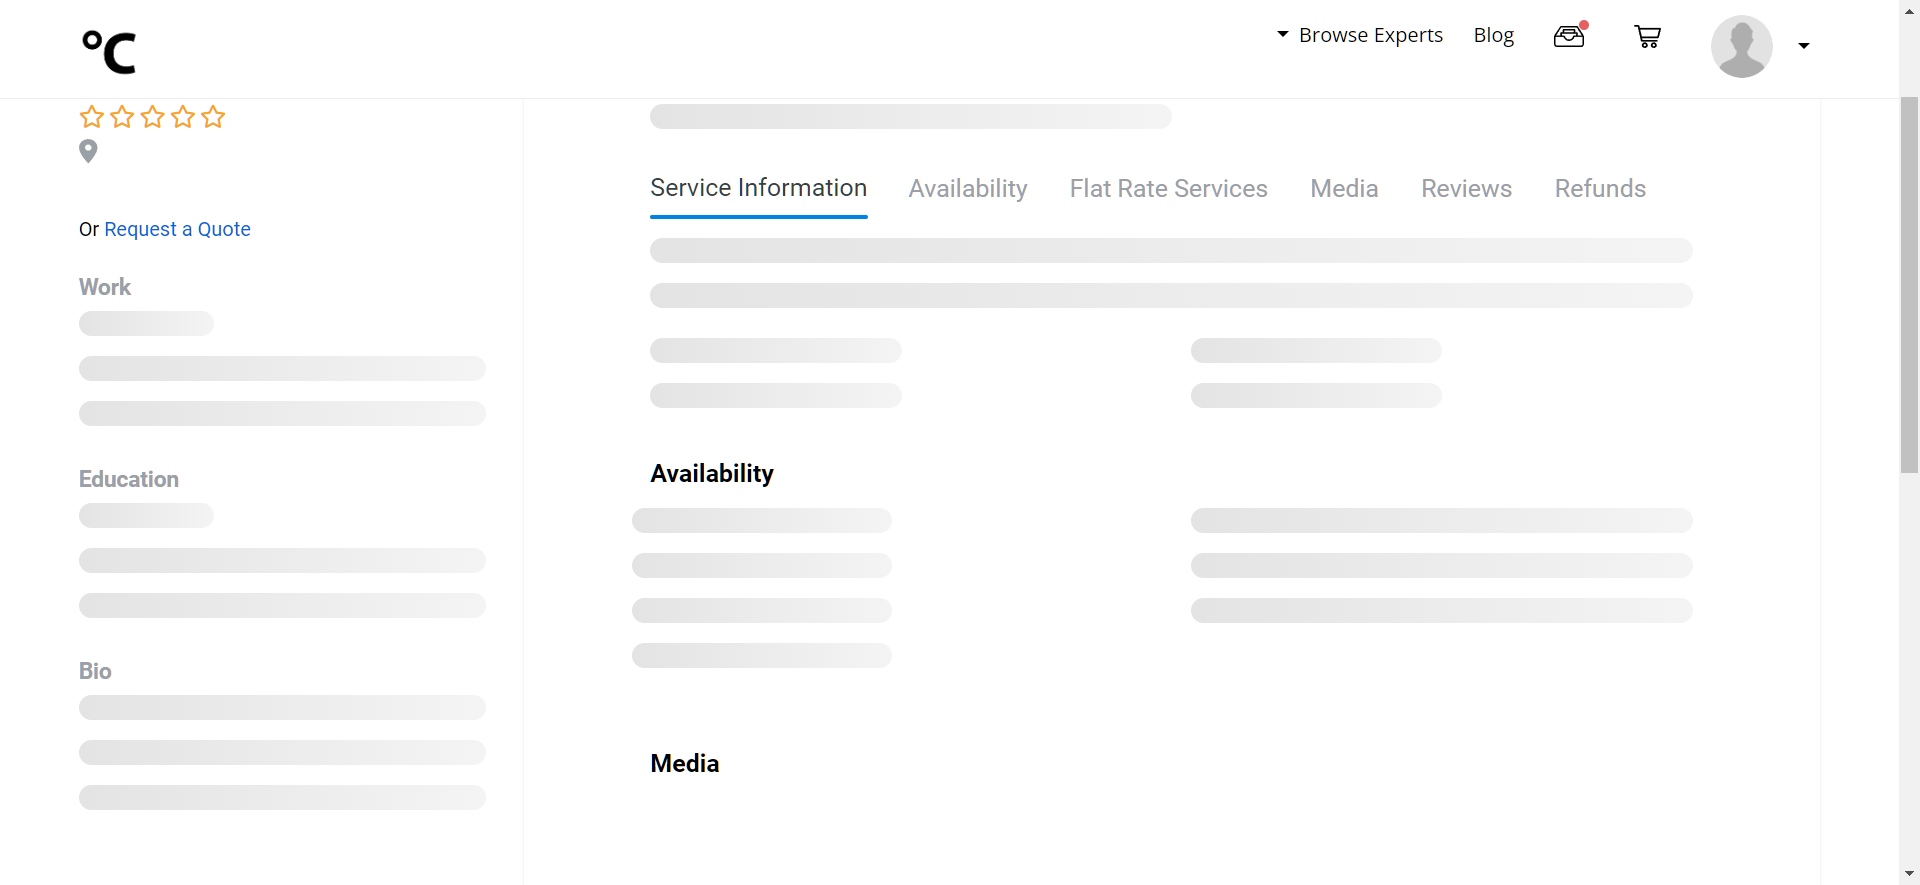 °C
Browse Experts
Blog
Service Information
Availability
Flat Rate Services
Media
Reviews
Refunds
Or Request a Quote
Work
Education
Bio
Availability
Media